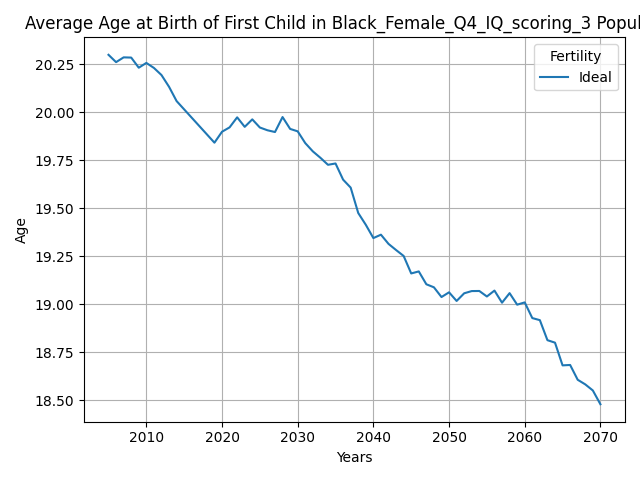 Average Age at Birth of First Child in Black_Female_Q4_IQ_scoring_3 Popul
Fertility
Ideal
20.25
20.00
19.75
19.50
19.25
19.00
18.75
18.50
Age
2010 2020 2030 2040 2050 2060 2070
Years